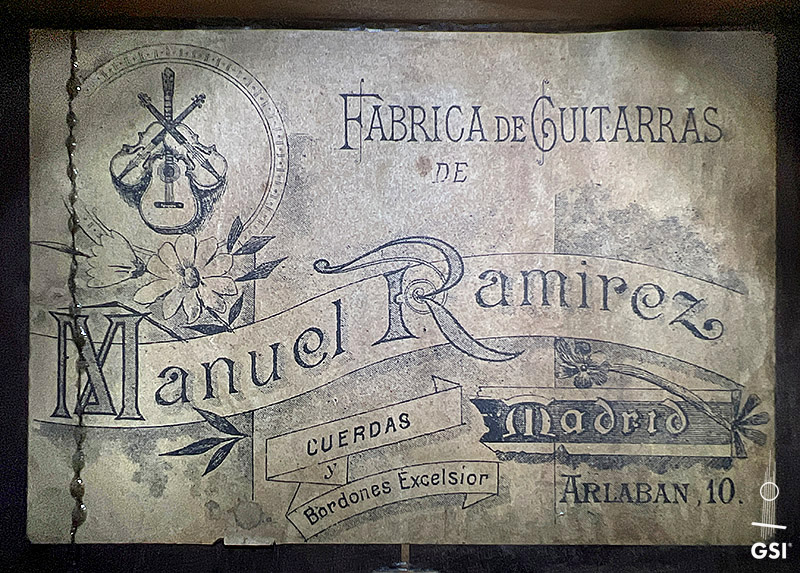 FABRICA DE GUITARRAS
DE
Manuel Ramirez
CUERDAS
y
Bordones Excelsior
Madrid
ARLABAN, 10.
GSI